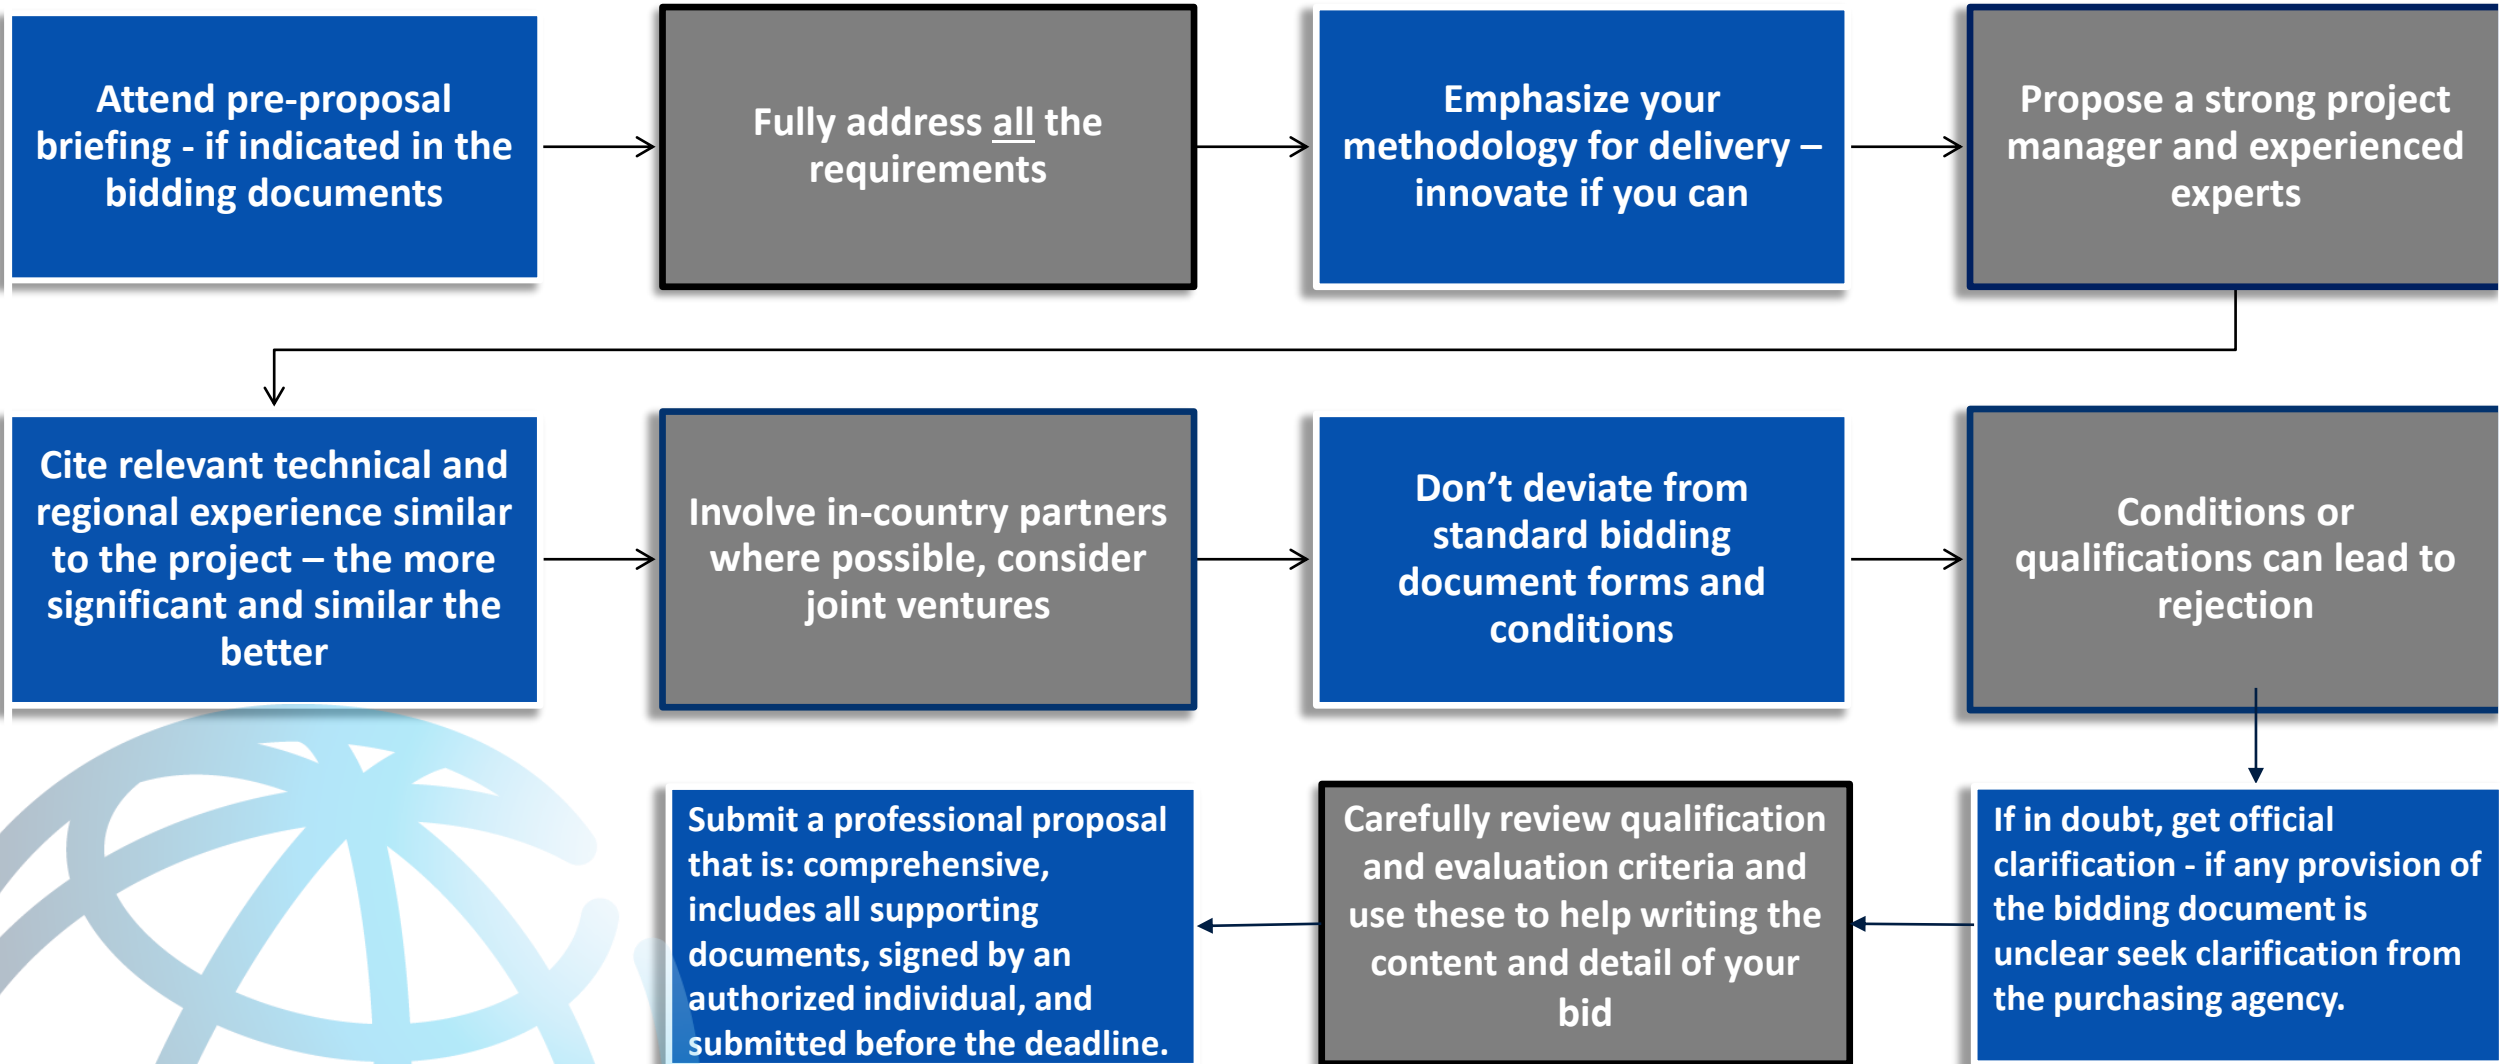 Attend pre-proposal
briefing - if indicated in the
bidding documents
Fully address all the
requirements
Emphasize your
methodology for delivery –
innovate if you can
Propose a strong project
manager and experienced
experts
Cite relevant technical and
regional experience similar
to the project – the more
significant and similar the
better
Involve in-country partners
where possible, consider
joint ventures
Don’t deviate from
standard bidding
document forms and
conditions
Conditions or
qualifications can lead to
rejection
If in doubt, get official
clarification - if any provision of
the bidding document is
unclear seek clarification from
the purchasing agency.
Carefully review qualification
and evaluation criteria and
use these to help writing the
content and detail of your
bid
Submit a professional proposal
that is: comprehensive,
includes all supporting
documents, signed by an
authorized individual, and
submitted before the deadline.